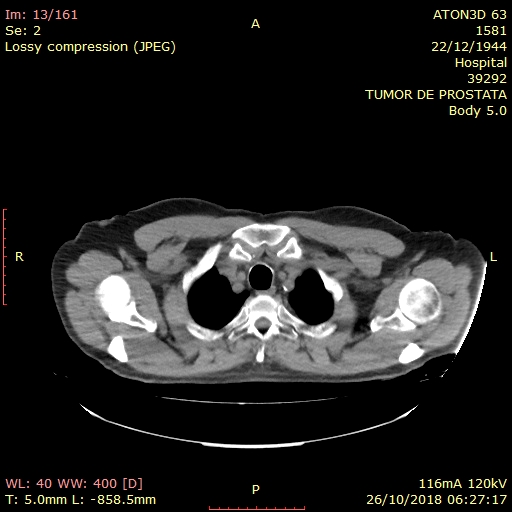 Im: 13/161
Se: 2
Lossy compression (JPEG)
A
ATON3D 63
1581
22/12/1944
Hospital
39292
TUMOR DE PROSTATA
Body 5.0
R
L
WL: 40 WW: 400 [D]
T: 5.0mm L: -858.5mm
P
116mA 120kV
26/10/2018 06:27:17